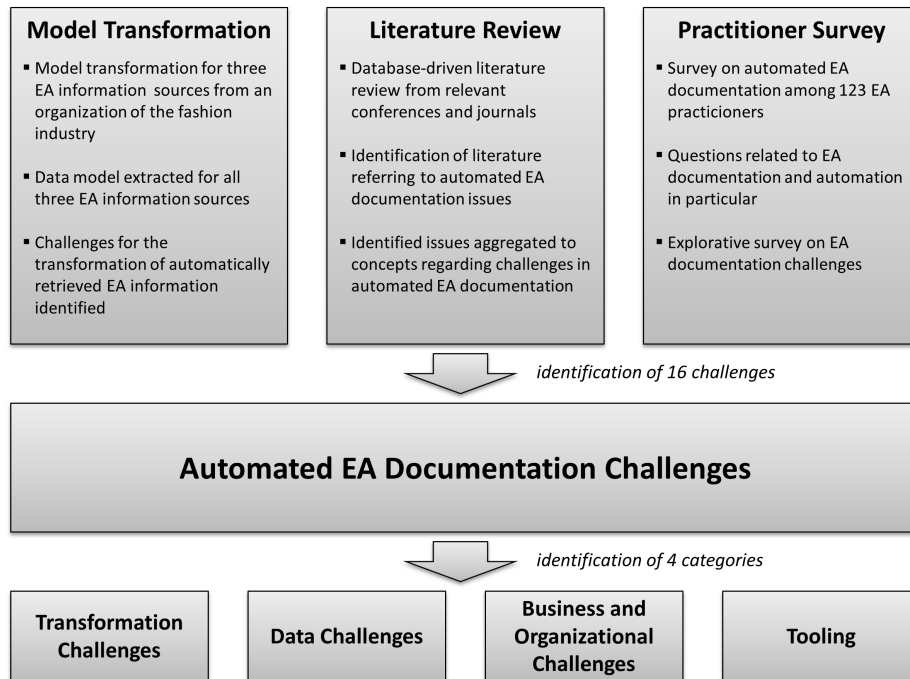 Model Transformation
▪ Model transformation for three
EA information sources from an
organization of the fashion
industry
▪ Data model extracted for all
three EA information sources
▪ Challenges for the
transformation of automatically
retrieved EA information
identified
Literature Review
▪ Database-driven literature
review from relevant
conferences and journals
▪ Identification of literature
referring to automated EA
documentation issues
▪ Identified issues aggregated to
concepts regarding challenges in
automated EA documentation
Practitioner Survey
▪ Survey on automated EA
documentation among 123 EA
practicioners
▪ Questions related to EA
documentation and automation
in particular
▪ Explorative survey on EA
documentation challenges
identification of 16 challenges
Automated EA Documentation Challenges
identification of 4 categories
Transformation
Challenges
Data Challenges
Business and
Organizational
Challenges
Tooling